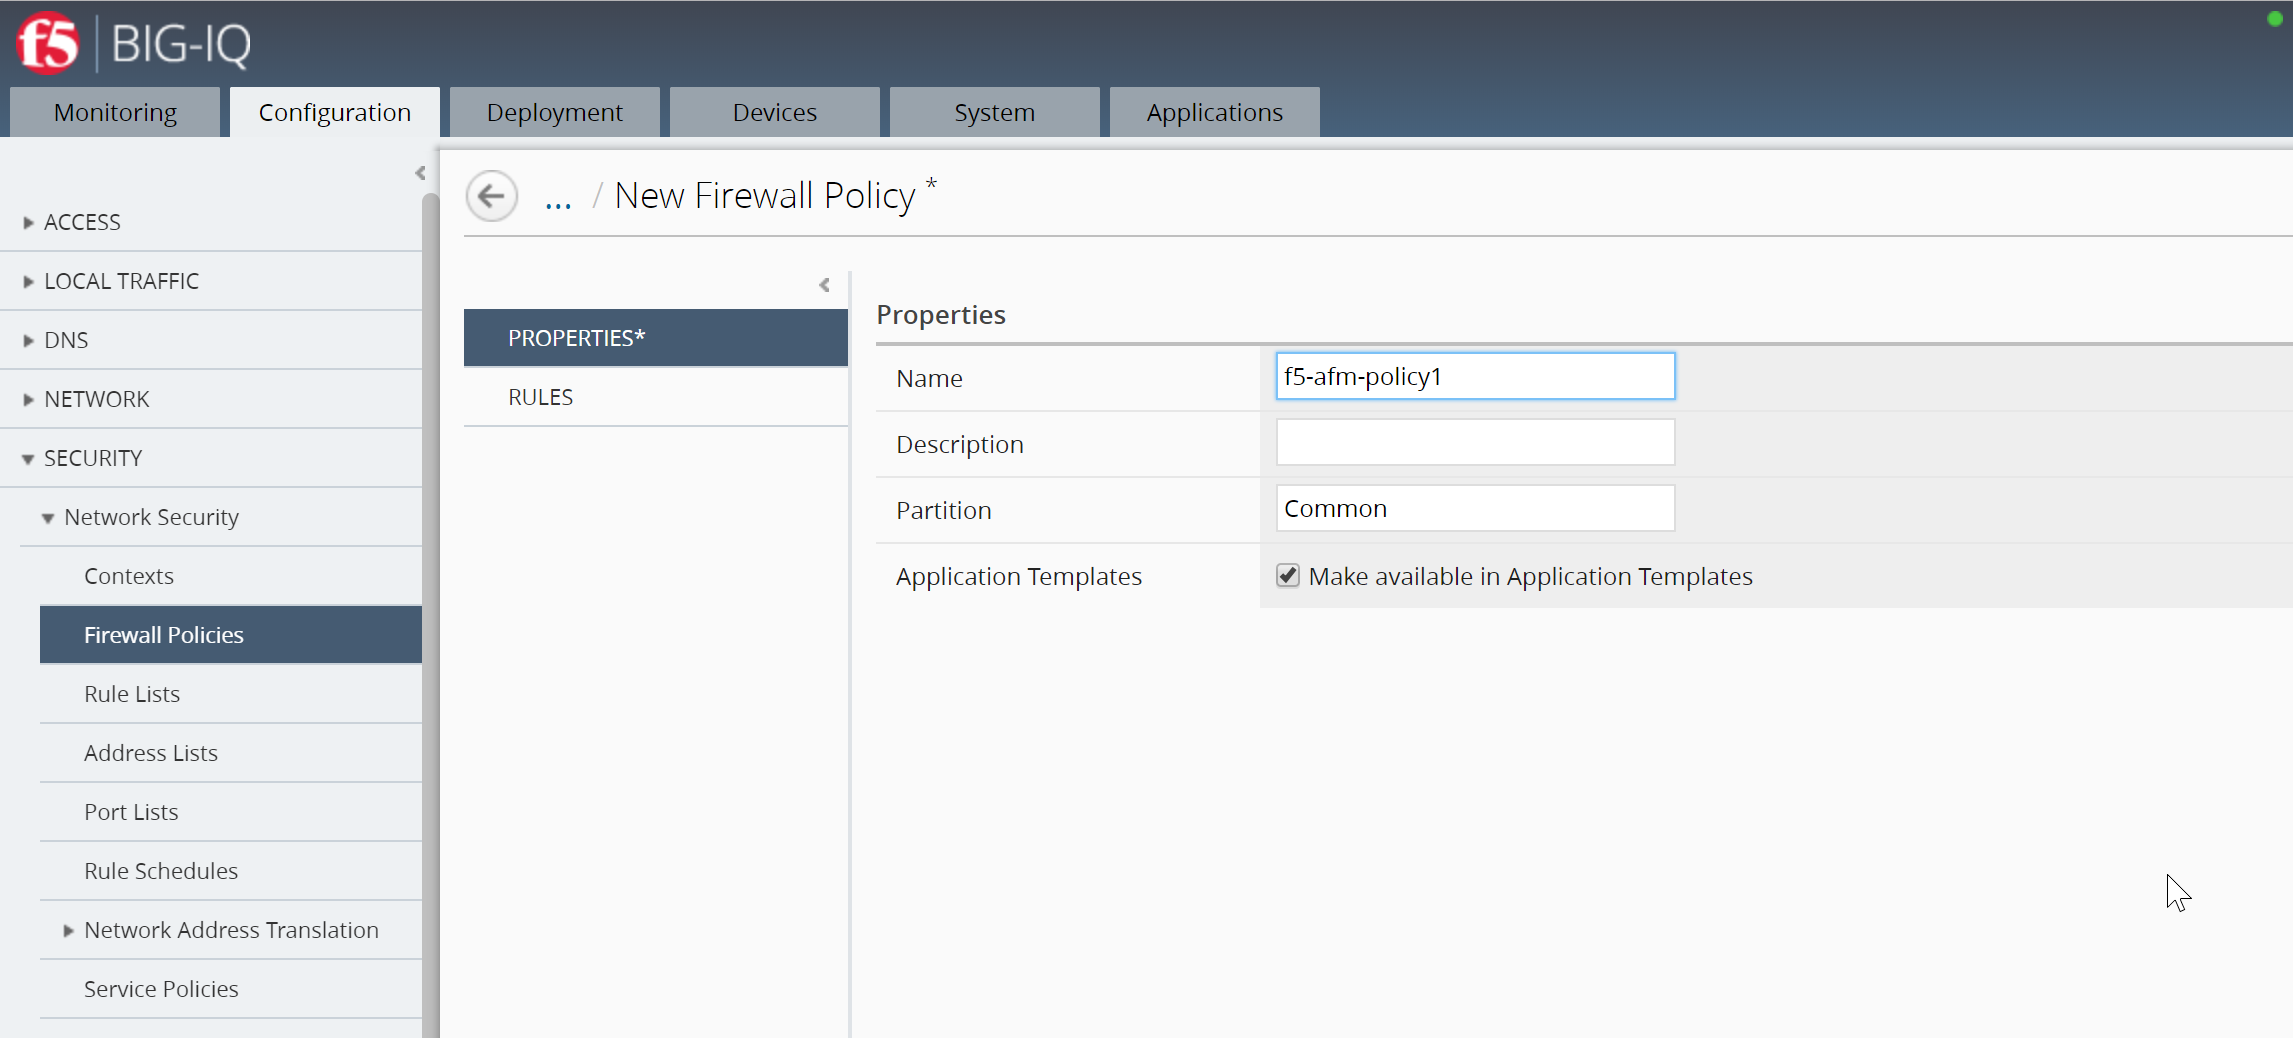 f5 BIG-IQ
Monitoring
Configuration
Deployment
Devices
System
Applications
ACCESS
LOCAL TRAFFIC
DNS
NETWORK
SECURITY
Network Security
Contexts
Firewall Policies
Rule Lists
Address Lists
Port Lists
Rule Schedules
Network Address Translation
Service Policies
... / New Firewall Policy *
PROPERTIES*
RULES
Properties
Name f5-afm-policy1
Description
Partition Common
Application Templates Make available in Application Templates